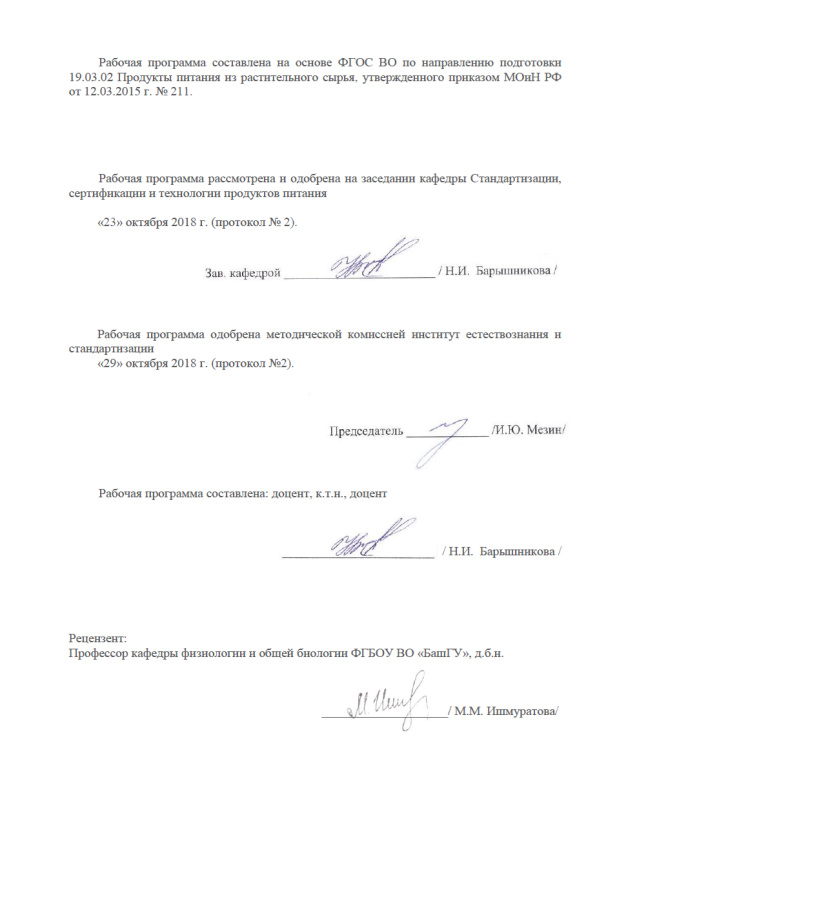 Рабочая программа составлена на основе ФГОС ВО по направлению подготовки
19.03.02 Продукты питания из растительного сырья, утвержденного приказом МОиН РФ
от 12.03.2015 г. № 211.
Рабочая программа рассмотрена и одобрена на заседании кафедры Стандартизации,
сертификации и технологии продуктов питания
«23» октября 2018 г. (протокол № 2).
Зав. кафедрой / Н.И. Барышникова /
Рабочая программа одобрена методической комиссией институт естествознания и
стандартизации
«29» октября 2018 г. (протокол №2).
Председатель /И.Ю. Мезин/
Рабочая программа составлена: доцент, к.т.н., доцент
/ Н.И. Барышникова /
Рецензент:
Профессор кафедры физиологии и общей биологии ФГБОУ ВО «БашГУ», д.б.н.
/ М.М. Ишмуратова/